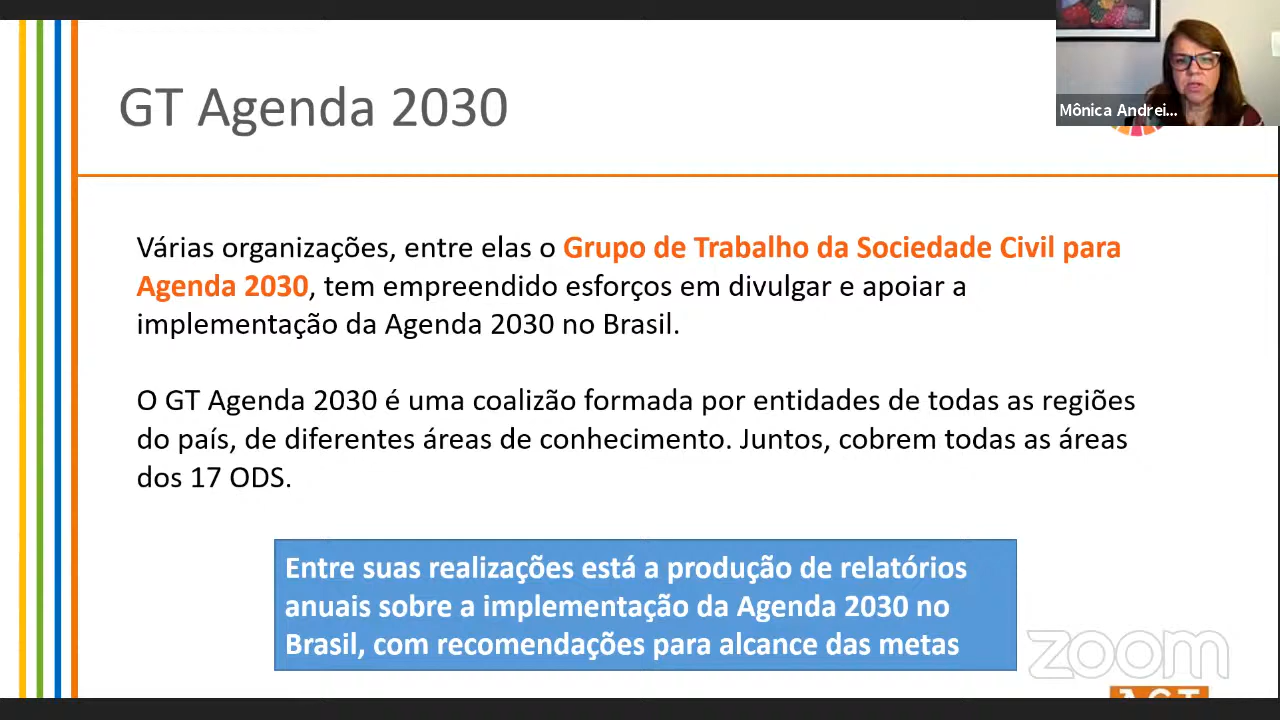 GT Agenda 2030
Mônica Andrei...
Várias organizações, entre elas o Grupo de Trabalho da Sociedade Civil para
Agenda 2030, tem empreendido esforços em divulgar e apoiar a
implementação da Agenda 2030 no Brasil.
O GT Agenda 2030 é uma coalizão formada por entidades de todas as regiões
do país, de diferentes áreas de conhecimento. Juntos, cobrem todas as áreas
dos 17 ODS.
Entre suas realizações está a produção de relatórios
anuais sobre a implementação da Agenda 2030 no
Brasil, com recomendações para alcance das metas
zoom